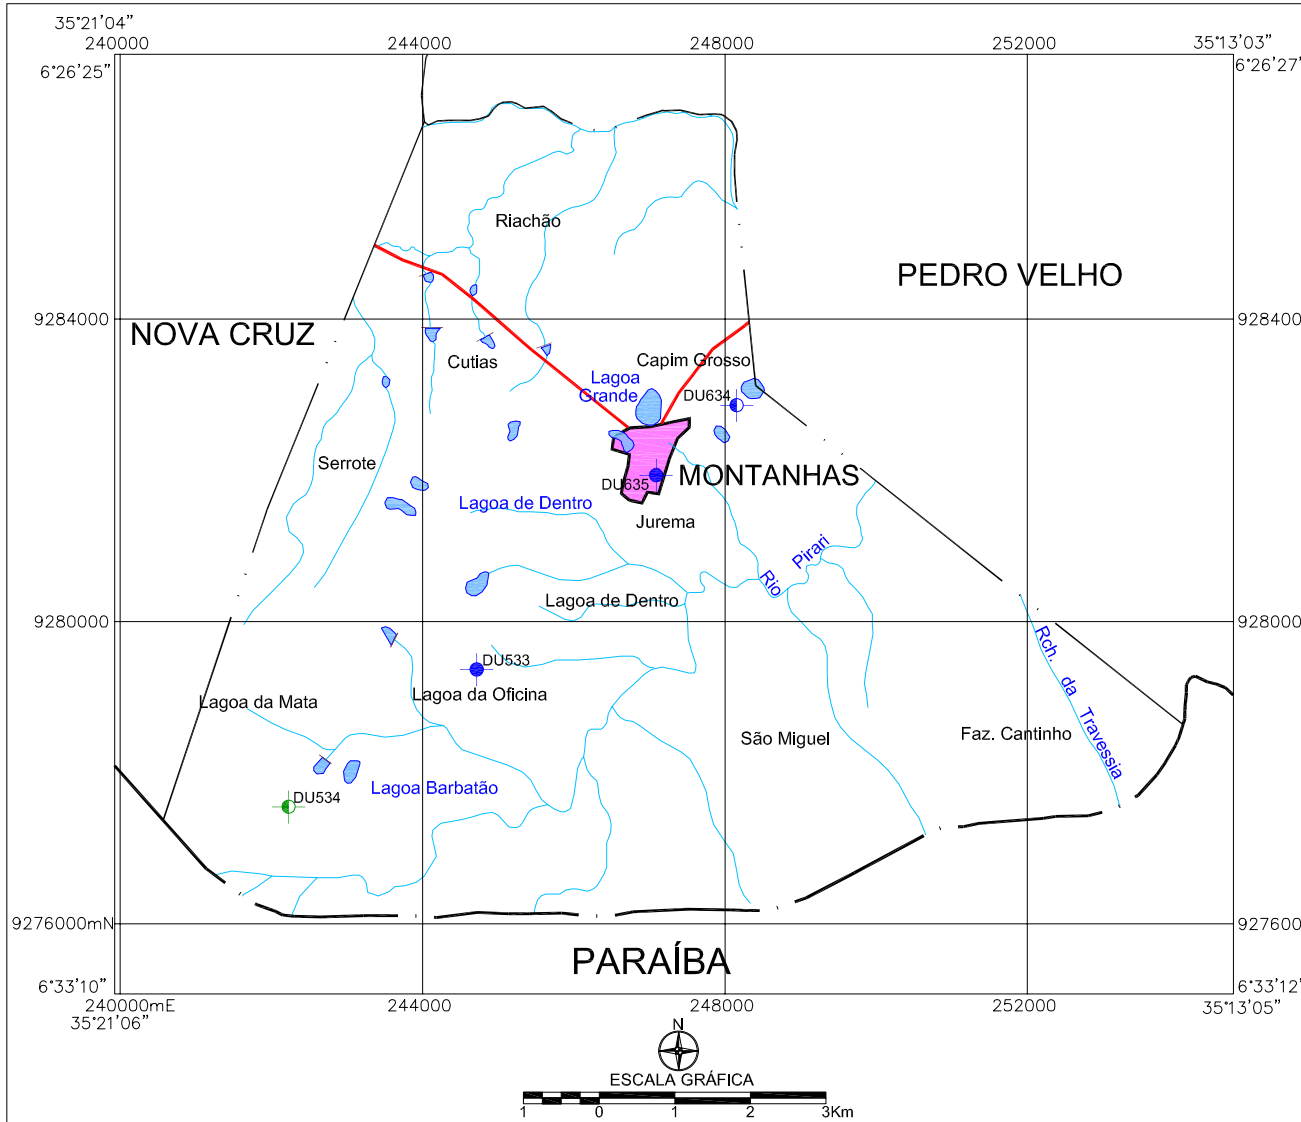 35°21'04"
240000
244000
248000
252000
35°13'03"
6°26'25"
6°26'27"
Riachão
PEDRO VELHO
9284000
928400
NOVA CRUZ
Cutias
Capim Grosso
Lagoa
Grande
DU634
Serrote
MONTANHAS
DU635
Lagoa de Dentro
Jurema
Rio
Pirari
Lagoa de Dentro
9280000
928000
DU533
Rch. da Travessia
Lagoa da Mata
Lagoa da Oficina
São Miguel
Faz. Cantinho
Lagoa Barbatão
DU534
9276000mN
927600
PARAÍBA
6°33'10"
6°33'12"
240000mE
244000
248000
252000
35°13'05"
35°21'06"
N
ESCALA GRÁFICA
1 0 1 2 3Km